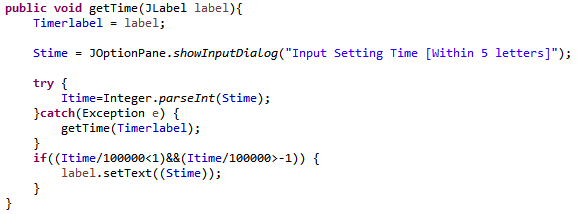 public void getTime(JLabel label){
    Timerlabel = label;

    Stime = JOptionPane.showInputDialog("Input Setting Time [Within 5 letters]");

    try {
        Itime=Integer.parseInt(Stime);
    }catch(Exception e) {
        getTime(Timerlabel);
    }
    if((Itime/100000<1)&&(Itime/100000>-1)) {
        label.setText((Stime));
    }
}